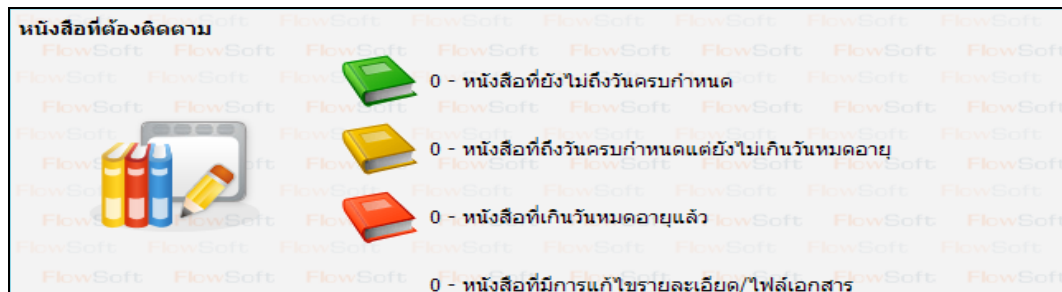 หนังสือที่ต้องติดตาม
0 - หนังสือที่ยังไม่ถึงวันครบกำหนด
0 - หนังสือที่ถึงวันครบกำหนดแต่ยังไม่เกินวันหมดอายุ
0 - หนังสือที่เกินวันหมดอายุแล้ว
0 - หนังสือที่มีการแก้ไขรายละเอียด/ไฟล์เอกสาร
FlowSoft